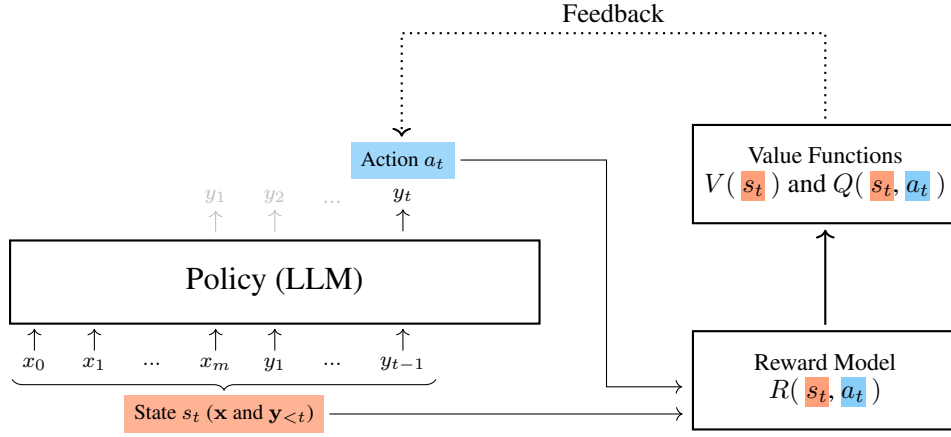 Feedback
Action a_t
Value Functions
V( s_t ) and Q( s_t, a_t )
y_1 y_2 ... y_t
Policy (LLM)
x_0 x_1 ... x_m y_1 ... y_{t−1}
Reward Model
R( s_t, a_t )
State s_t (x and y_{<t})